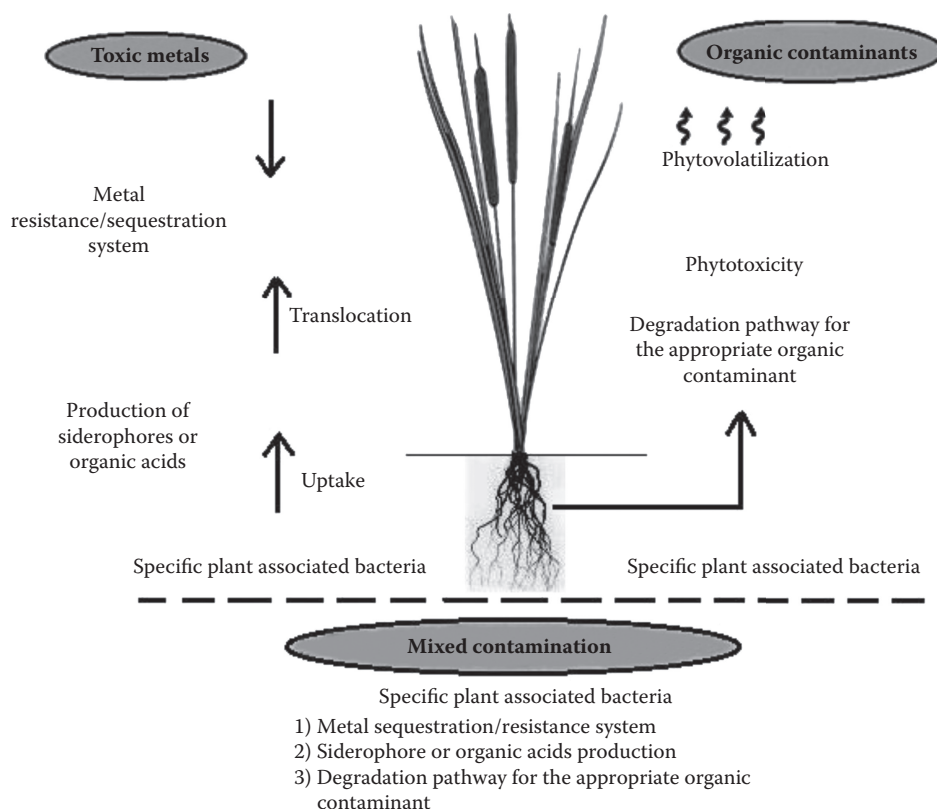 Toxic metals
Metal
resistance/sequestration
system
Translocation
Production of
siderophores or
organic acids
Uptake
Specific plant associated bacteria
Organic contaminants
Phytovolatilization
Phytotoxicity
Degradation pathway for
the appropriate organic
contaminant
Specific plant associated bacteria
Mixed contamination
Specific plant associated bacteria
1) Metal sequestration/resistance system
2) Siderophore or organic acids production
3) Degradation pathway for the appropriate organic
contaminant